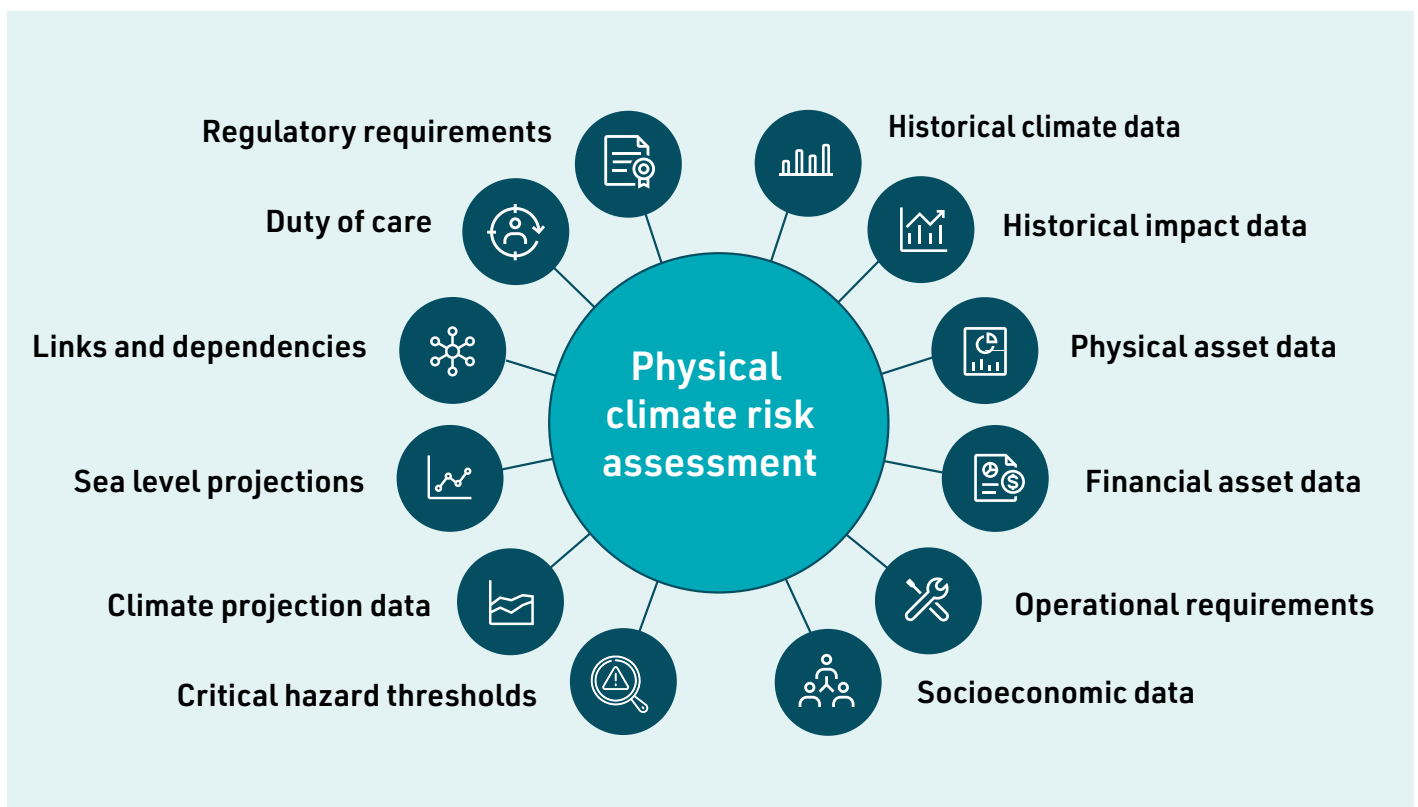 Regulatory requirements
Historical climate data
Duty of care
Historical impact data
Links and dependencies
Physical asset data
Physical
climate risk
assessment
Sea level projections
Financial asset data
Climate projection data
Operational requirements
Critical hazard thresholds
Socioeconomic data
$